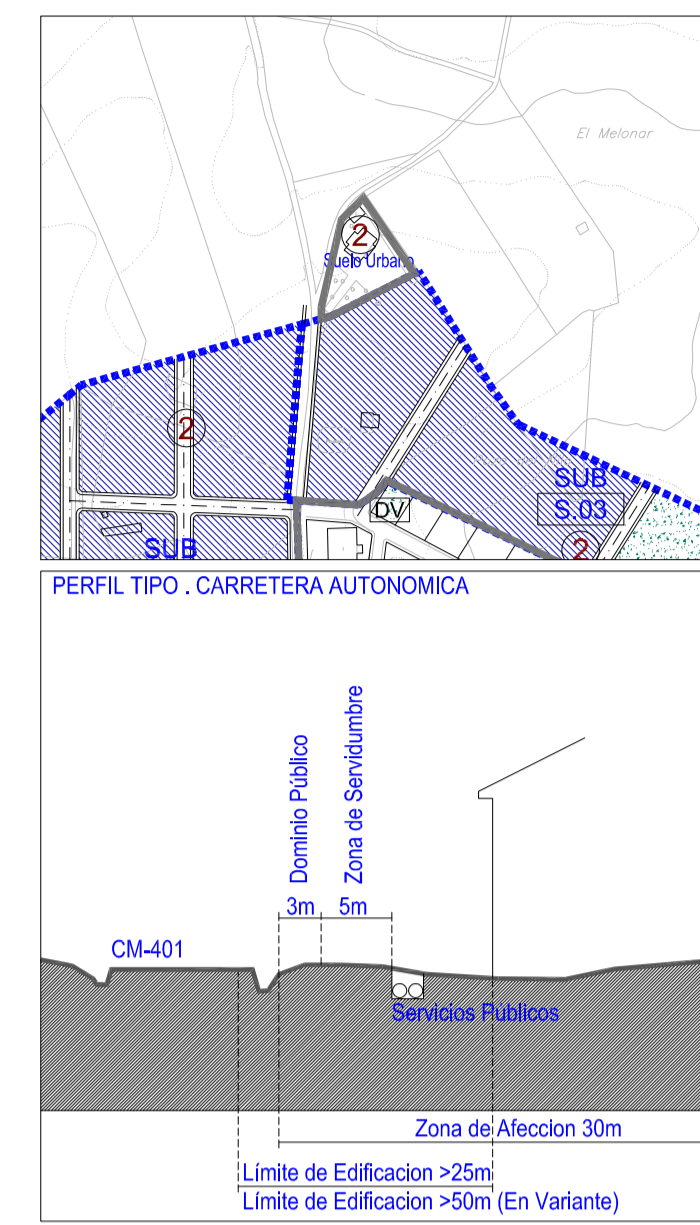 El Melonar
2
Suelo Urbano
2
SUB
S.03
DV
SUB
2
PERFIL TIPO . CARRETERA AUTONOMICA
Dominio Público
Zona de Servidumbre
3m
5m
CM-401
Servicios Publicos
Zona de Afeccion 30m
Límite de Edificacion >25m
Límite de Edificacion >50m (En Variante)